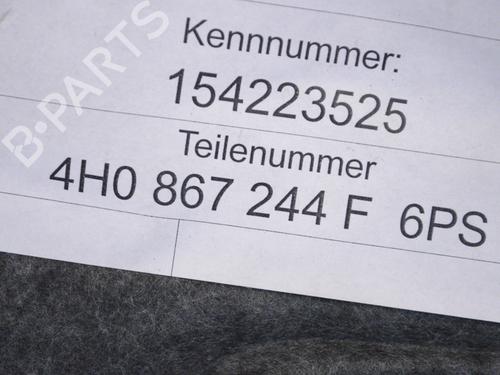 Kennnummer:
154223525
Teilenummer
4H0 867 244 F 6PS
B-PARTS